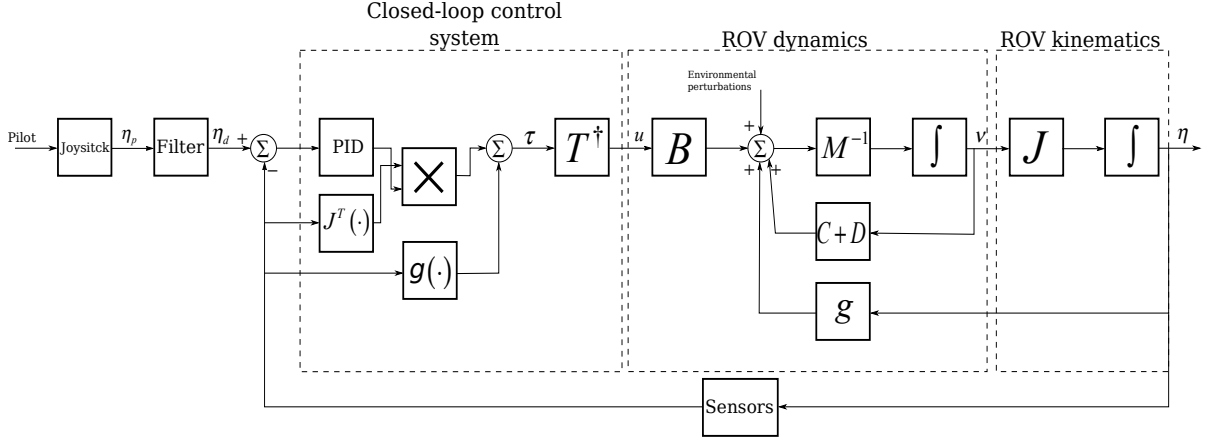 Closed-loop control
system
ROV dynamics
ROV kinematics
Environmental
perturbations
Pilot
Joysitck
η_p
Filter
η_d
+
Σ
−
PID
J^T(·)
×
g(·)
Σ
τ
T^†
u
B
+
Σ
+
+
M^{-1}
∫
ν
C+D
g
J
∫
η
Sensors